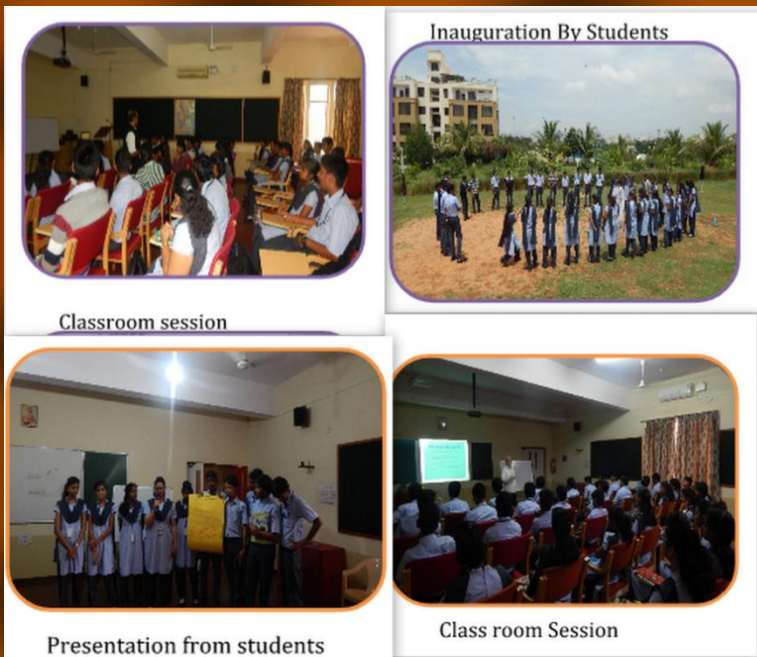 Inauguration By Students
Classroom session
Presentation from students
Class room Session